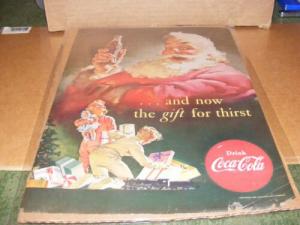 . . . and now
the gift for thirst
Drink
Coca-Cola